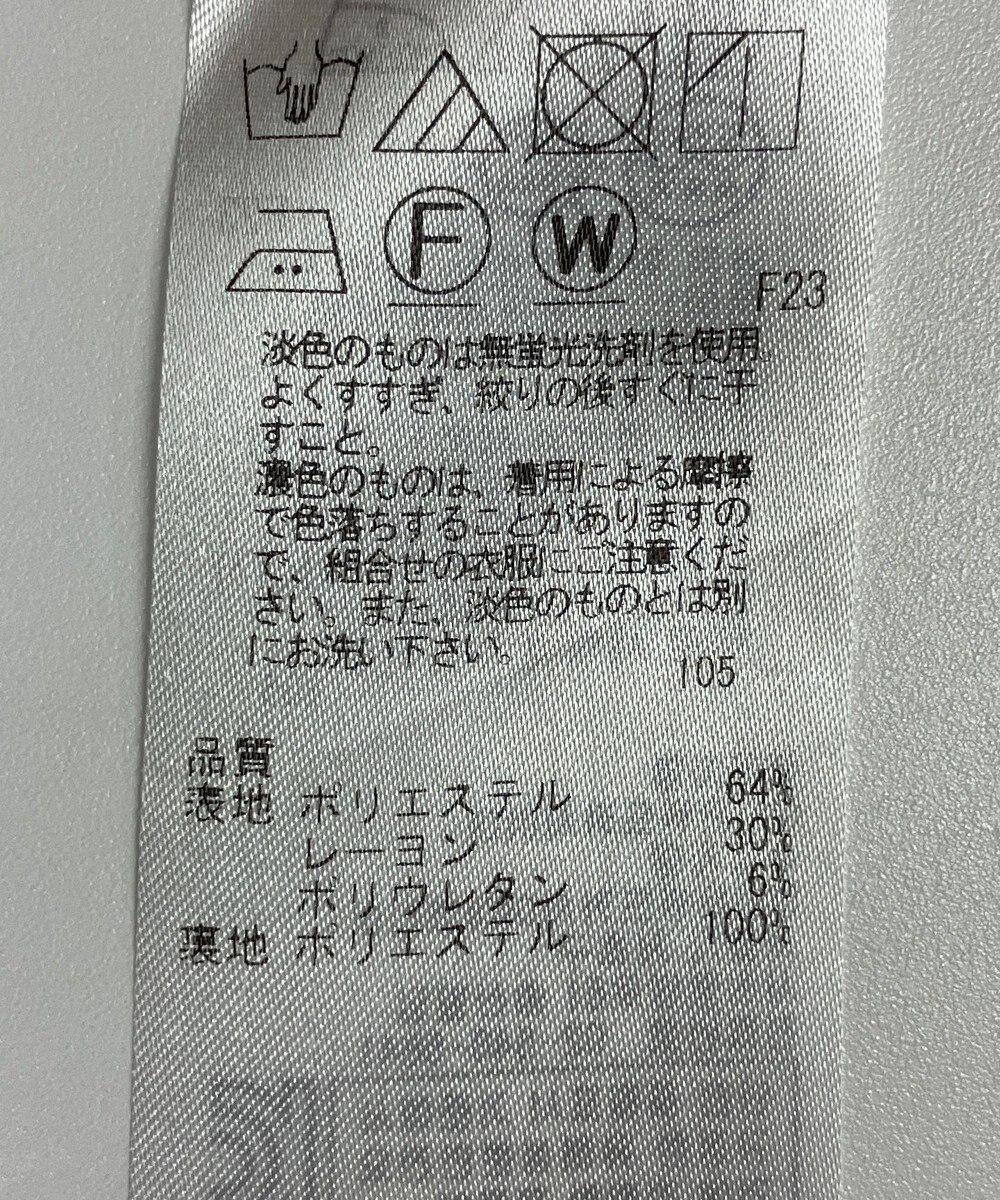 F W
F23
淡色のものは無蛍光洗剤を使用
よくすすぎ、絞りの後すぐに干
すこと。
濃色のものは、着用による摩擦
で色落ちすることがありますの
で、組合せの衣服にご注意くだ
さい。また、淡色のものとは別
にお洗い下さい。
105
品質
表地 ポリエステル 64%
レーヨン 30%
ポリウレタン 6%
裏地 ポリエステル 100%